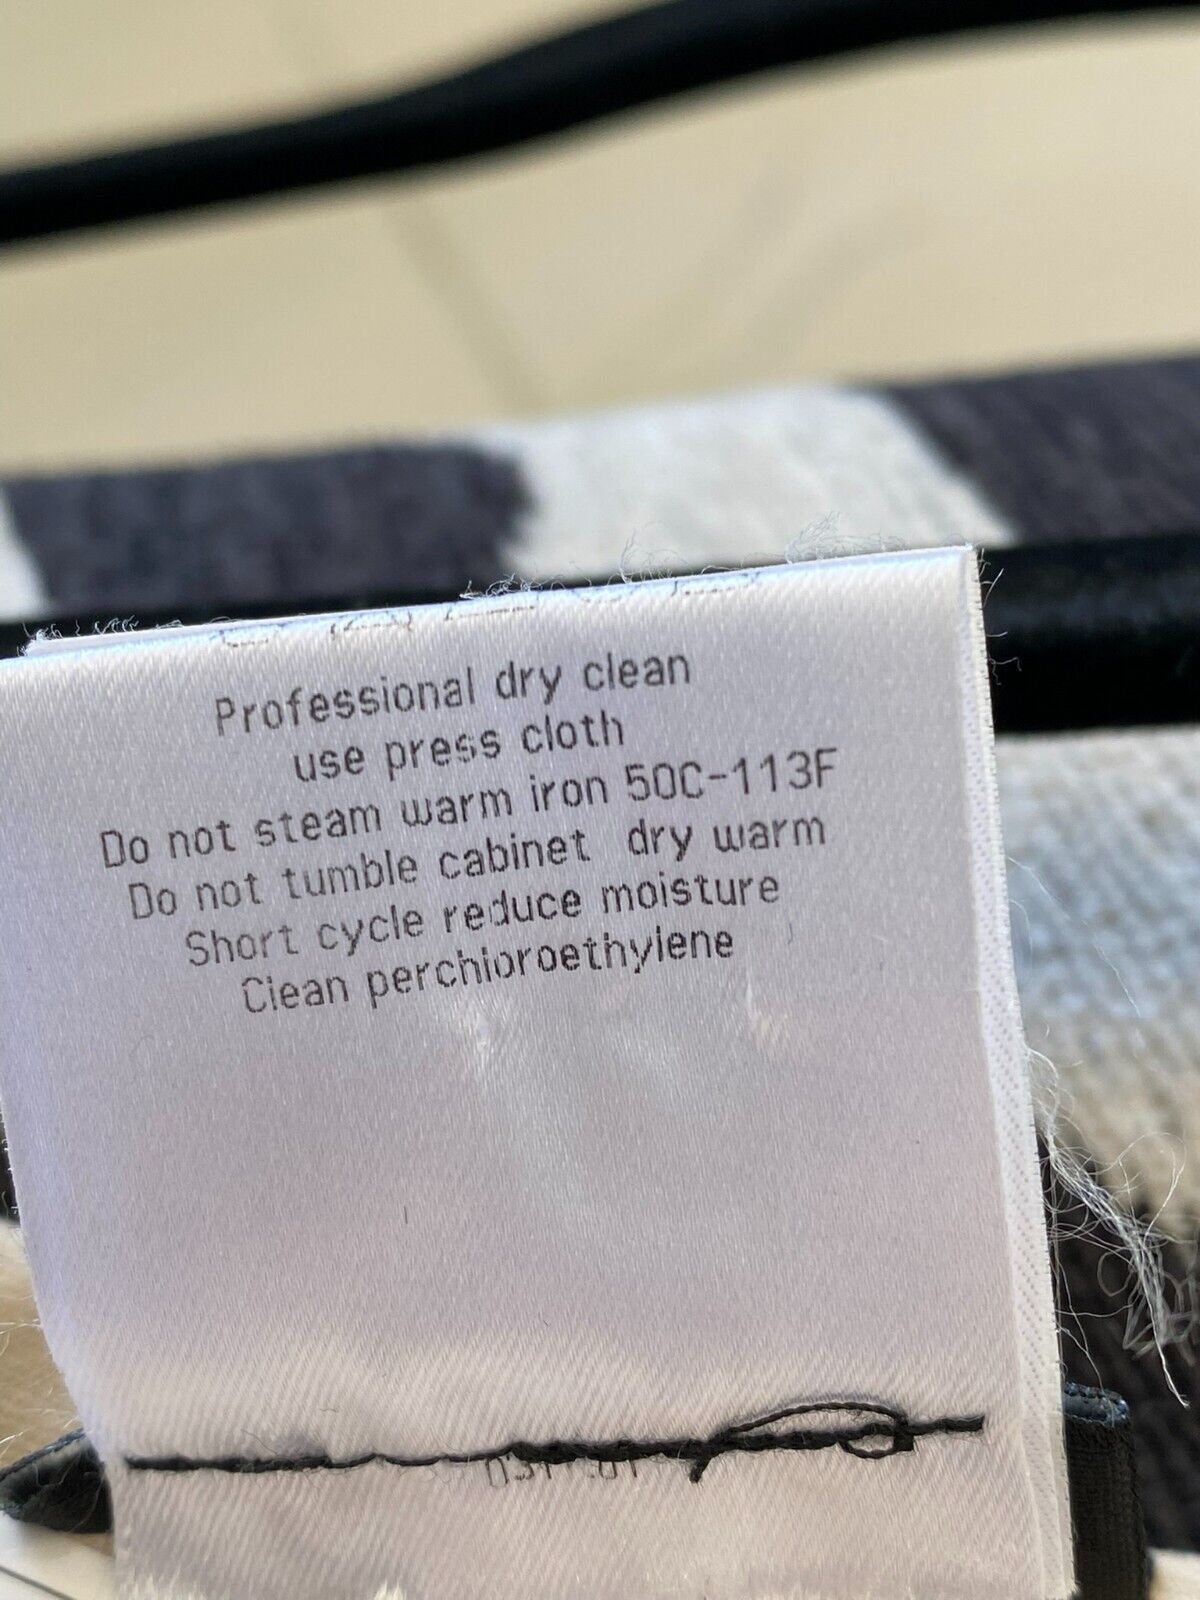 Professional dry clean
use press cloth
Do not steam warm iron 50C-113F
Do not tumble cabinet dry warm
Short cycle reduce moisture
Clean perchloroethylene